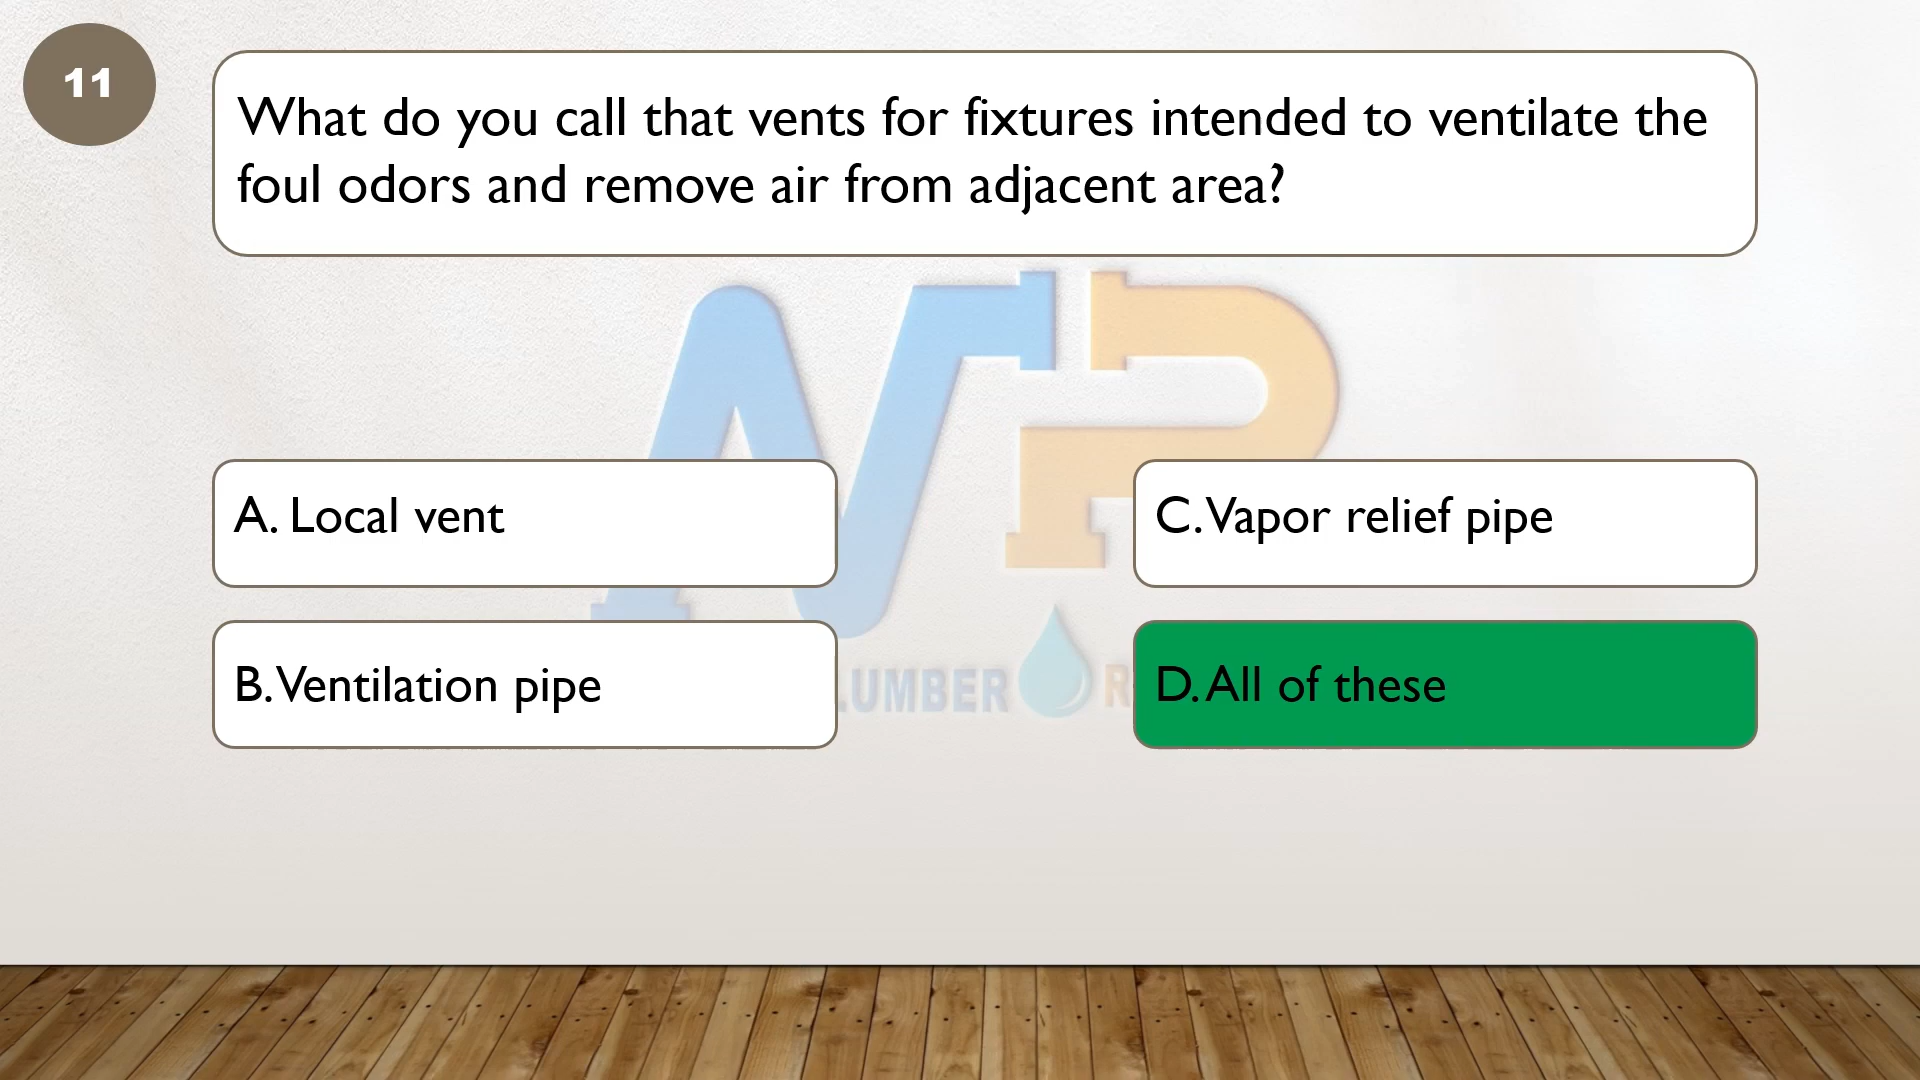 11
What do you call that vents for fixtures intended to ventilate the
foul odors and remove air from adjacent area?
A. Local vent
C. Vapor relief pipe
B. Ventilation pipe
D. All of these
LUMBER R